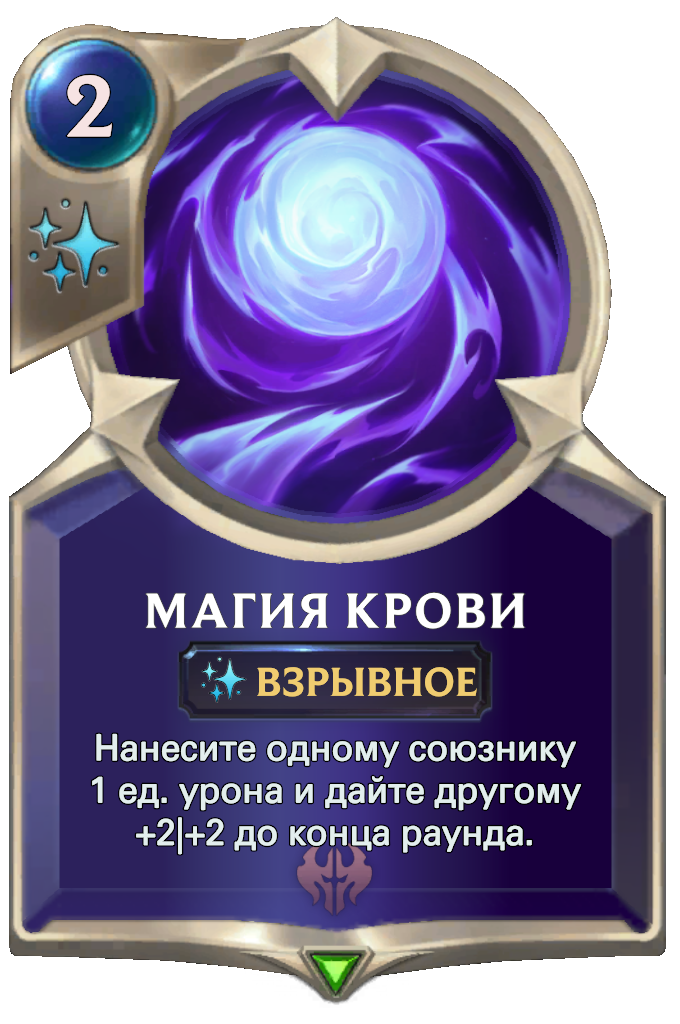 2
МАГИЯ КРОВИ
ВЗРЫВНОЕ
Нанесите одному союзнику
1 ед. урона и дайте другому
+2|+2 до конца раунда.